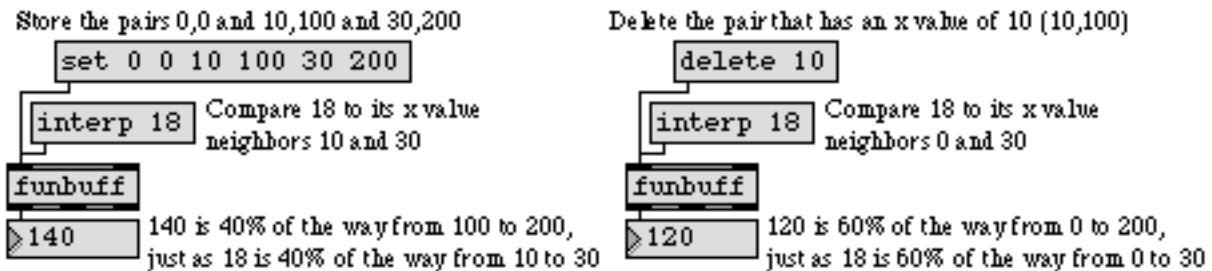 Store the pairs 0,0 and 10,100 and 30,200
set 0 0 10 100 30 200
interp 18
Compare 18 to its x value
neighbors 10 and 30
funbuff
140
140 is 40% of the way from 100 to 200,
just as 18 is 40% of the way from 10 to 30
Delete the pair that has an x value of 10 (10,100)
delete 10
interp 18
Compare 18 to its x value
neighbors 0 and 30
funbuff
120
120 is 60% of the way from 0 to 200,
just as 18 is 60% of the way from 0 to 30